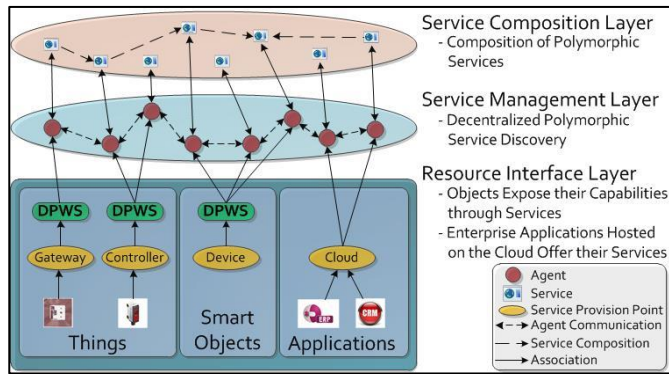 Service Composition Layer
- Composition of Polymorphic
Services
Service Management Layer
- Decentralized Polymorphic
Service Discovery
Resource Interface Layer
- Objects Expose their Capabilities
through Services
- Enterprise Applications Hosted
on the Cloud Offer their Services
DPWS
DPWS
DPWS
Gateway
Controller
Device
Cloud
ERP
CRM
Things
Smart
Objects
Applications
Agent
Service
Service Provision Point
Agent Communication
Service Composition
Association